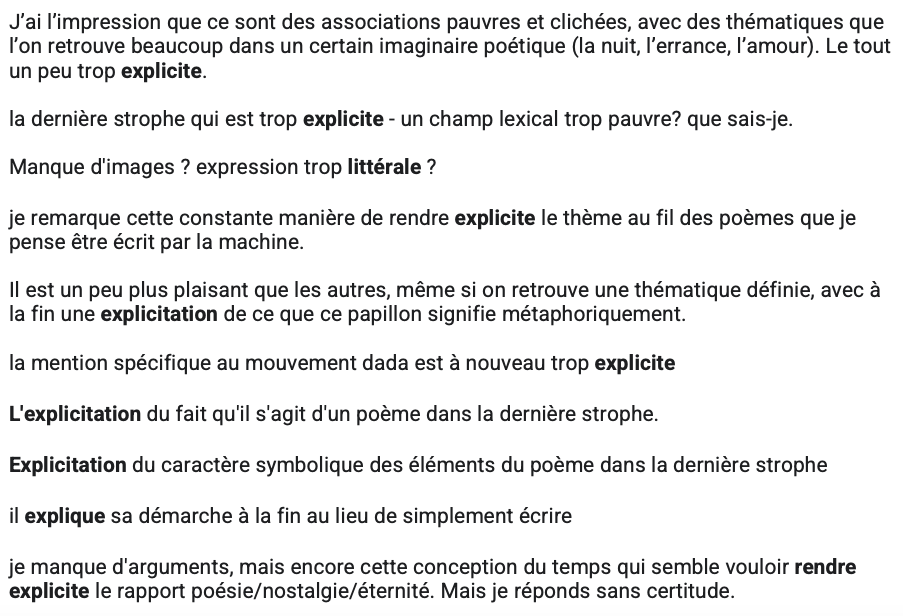 J'ai l'impression que ce sont des associations pauvres et clichées, avec des thématiques que
l'on retrouve beaucoup dans un certain imaginaire poétique (la nuit, l'errance, l'amour). Le tout
un peu trop explicite.
la dernière strophe qui est trop explicite - un champ lexical trop pauvre? que sais-je.
Manque d'images ? expression trop littérale ?
je remarque cette constante manière de rendre explicite le thème au fil des poèmes que je
pense être écrit par la machine.
Il est un peu plus plaisant que les autres, même si on retrouve une thématique définie, avec à
la fin une explicitation de ce que ce papillon signifie métaphoriquement.
la mention spécifique au mouvement dada est à nouveau trop explicite
L'explicitation du fait qu'il s'agit d'un poème dans la dernière strophe.
Explicitation du caractère symbolique des éléments du poème dans la dernière strophe
il explique sa démarche à la fin au lieu de simplement écrire
je manque d'arguments, mais encore cette conception du temps qui semble vouloir rendre
explicite le rapport poésie/nostalgie/éternité. Mais je réponds sans certitude.